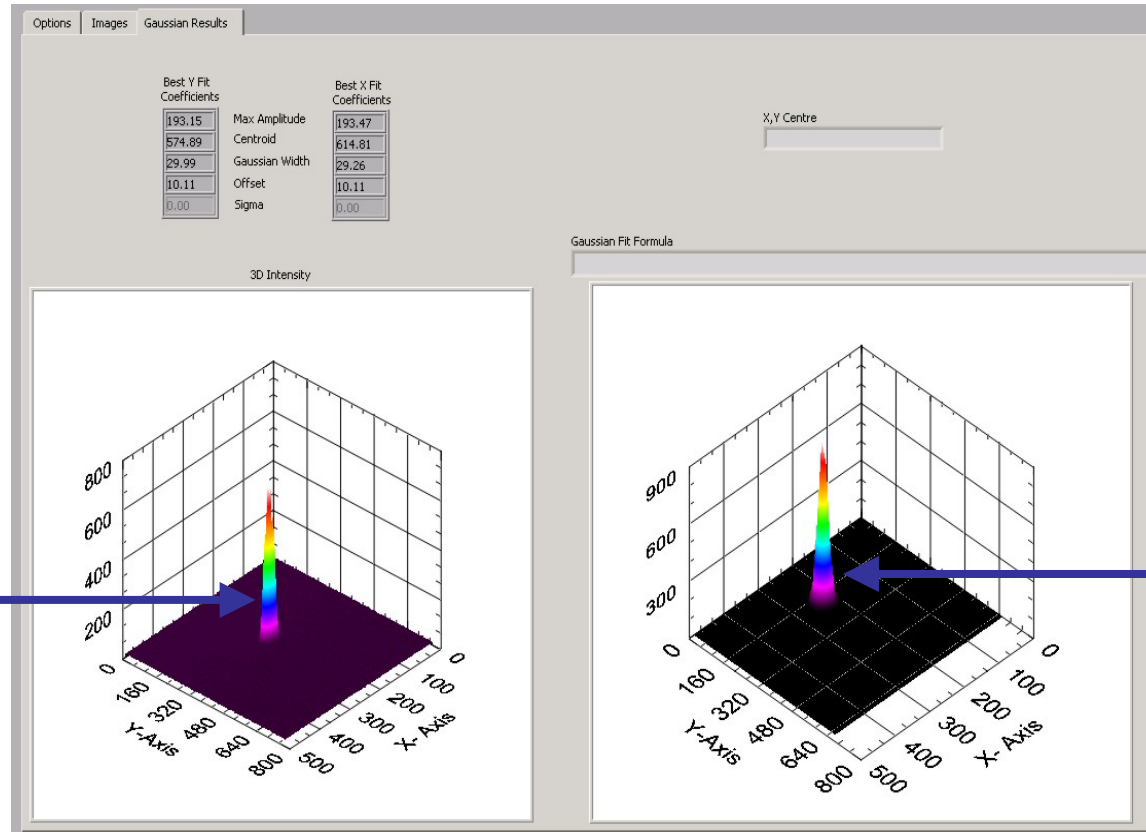 Options Images Gaussian Results
Best Y Fit
Coefficients
Best X Fit
Coefficients
193.15 Max Amplitude 193.47
574.89 Centroid 614.81
29.99 Gaussian Width 29.26
10.11 Offset 10.11
0.00 Sigma 0.00
X,Y Centre
Gaussian Fit Formula
3D Intensity
800
600
400
200
0
160
320
480
640
800
Y-Axis
0
100
200
300
400
500
X- Axis
900
600
300
0
160
320
480
640
800
Y-Axis
0
100
200
300
400
500
X- Axis